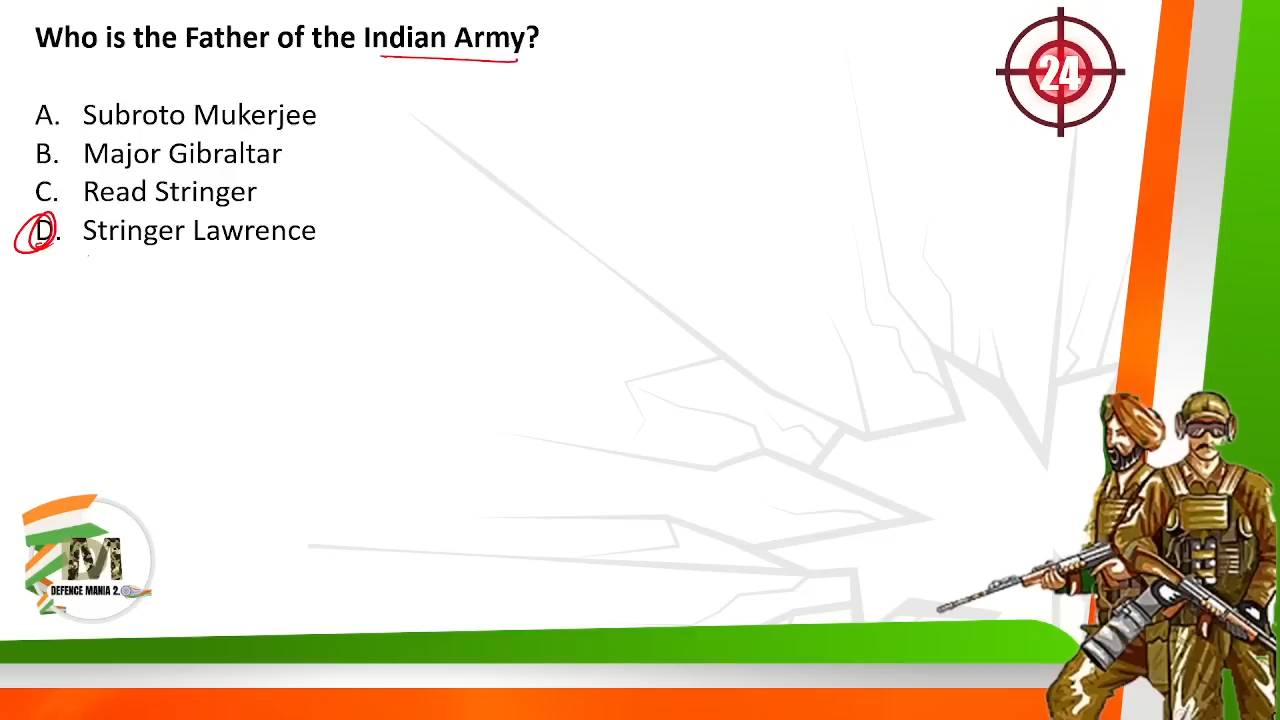 Who is the Father of the Indian Army?
24
A. Subroto Mukerjee
B. Major Gibraltar
C. Read Stringer
D. Stringer Lawrence
M
DEFENCE MANIA 2.